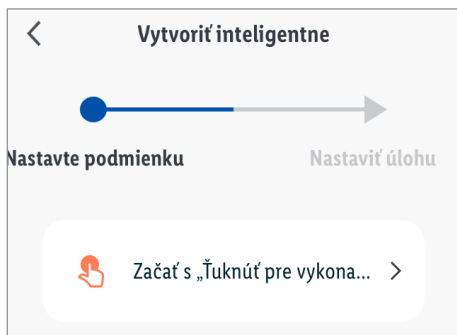 Vytvoriť inteligentne
Nastavte podmienku
Nastaviť úlohu
Začať s „Ťuknúť pre vykona...